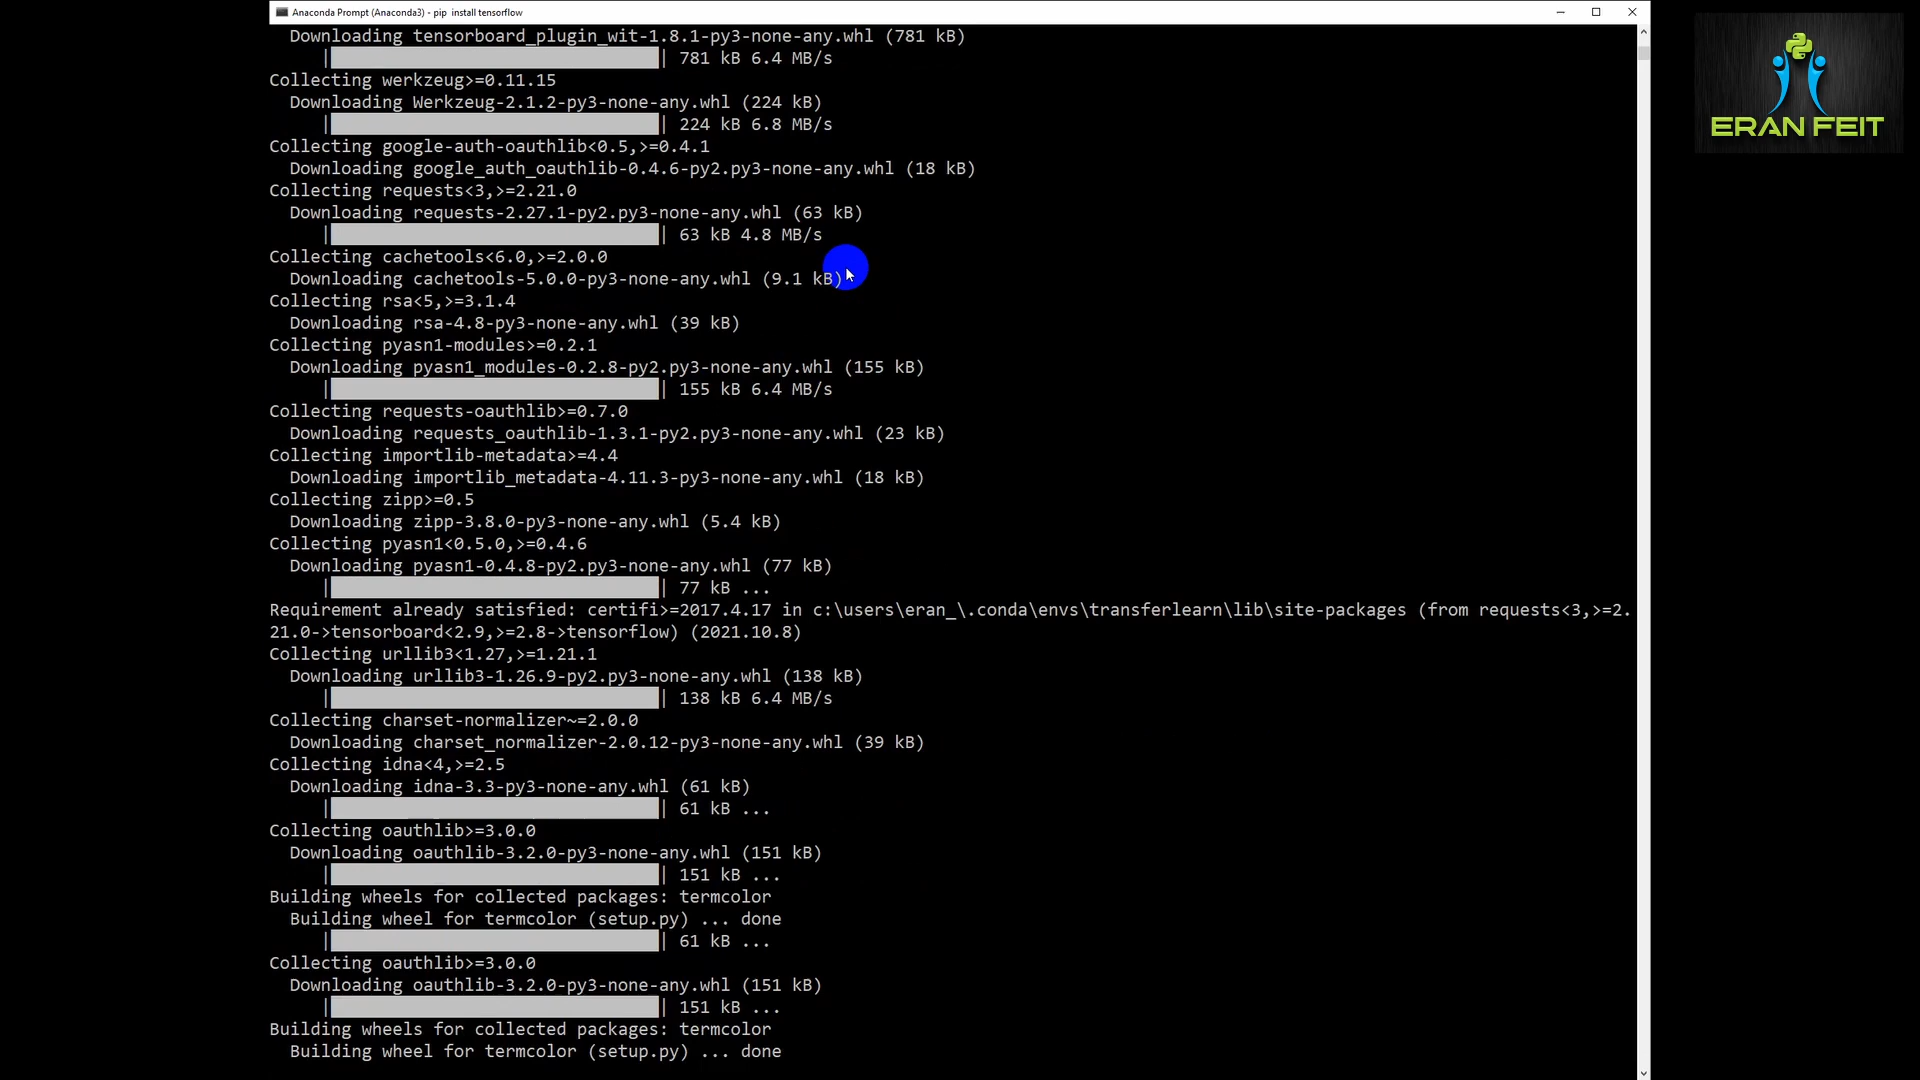 Anaconda Prompt (Anaconda3) - pip  install tensorflow
Downloading tensorboard_plugin_wit-1.8.1-py3-none-any.whl (781 kB)
|████████████████████████████████| 781 kB 6.4 MB/s
Collecting werkzeug>=0.11.15
Downloading Werkzeug-2.1.2-py3-none-any.whl (224 kB)
|████████████████████████████████| 224 kB 6.8 MB/s
Collecting google-auth-oauthlib<0.5,>=0.4.1
Downloading google_auth_oauthlib-0.4.6-py2.py3-none-any.whl (18 kB)
Collecting requests<3,>=2.21.0
Downloading requests-2.27.1-py2.py3-none-any.whl (63 kB)
|████████████████████████████████| 63 kB 4.8 MB/s
Collecting cachetools<6.0,>=2.0.0
Downloading cachetools-5.0.0-py3-none-any.whl (9.1 kB)
Collecting rsa<5,>=3.1.4
Downloading rsa-4.8-py3-none-any.whl (39 kB)
Collecting pyasn1-modules>=0.2.1
Downloading pyasn1_modules-0.2.8-py2.py3-none-any.whl (155 kB)
|████████████████████████████████| 155 kB 6.4 MB/s
Collecting requests-oauthlib>=0.7.0
Downloading requests_oauthlib-1.3.1-py2.py3-none-any.whl (23 kB)
Collecting importlib-metadata>=4.4
Downloading importlib_metadata-4.11.3-py3-none-any.whl (18 kB)
Collecting zipp>=0.5
Downloading zipp-3.8.0-py3-none-any.whl (5.4 kB)
Collecting pyasn1<0.5.0,>=0.4.6
Downloading pyasn1-0.4.8-py2.py3-none-any.whl (77 kB)
|████████████████████████████████| 77 kB ...
Requirement already satisfied: certifi>=2017.4.17 in c:\users\eran_\.conda\envs\transferlearn\lib\site-packages (from requests<3,>=2.
21.0->tensorboard<2.9,>=2.8->tensorflow) (2021.10.8)
Collecting urllib3<1.27,>=1.21.1
Downloading urllib3-1.26.9-py2.py3-none-any.whl (138 kB)
|████████████████████████████████| 138 kB 6.4 MB/s
Collecting charset-normalizer~=2.0.0
Downloading charset_normalizer-2.0.12-py3-none-any.whl (39 kB)
Collecting idna<4,>=2.5
Downloading idna-3.3-py3-none-any.whl (61 kB)
|████████████████████████████████| 61 kB ...
Collecting oauthlib>=3.0.0
Downloading oauthlib-3.2.0-py3-none-any.whl (151 kB)
|████████████████████████████████| 151 kB ...
Building wheels for collected packages: termcolor
Building wheel for termcolor (setup.py) ... done
|████████████████████████████████| 61 kB ...
Collecting oauthlib>=3.0.0
Downloading oauthlib-3.2.0-py3-none-any.whl (151 kB)
|████████████████████████████████| 151 kB ...
Building wheels for collected packages: termcolor
Building wheel for termcolor (setup.py) ... done
ERAN FEIT